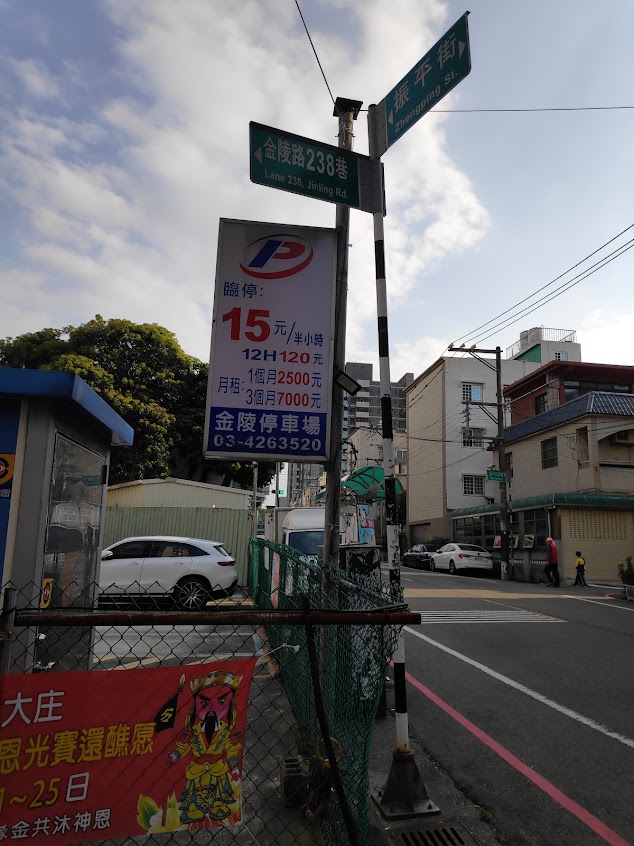 振平街
Zhenping St.
金陵路238巷
Lane 238, Jinling Rd.
P
臨停:
15元/半小時
12H120元
月租:
1個月2500元
3個月7000元
金陵停車場
03-4263520
大庄
恩光賽還醮愿
~25日
金共沐神恩